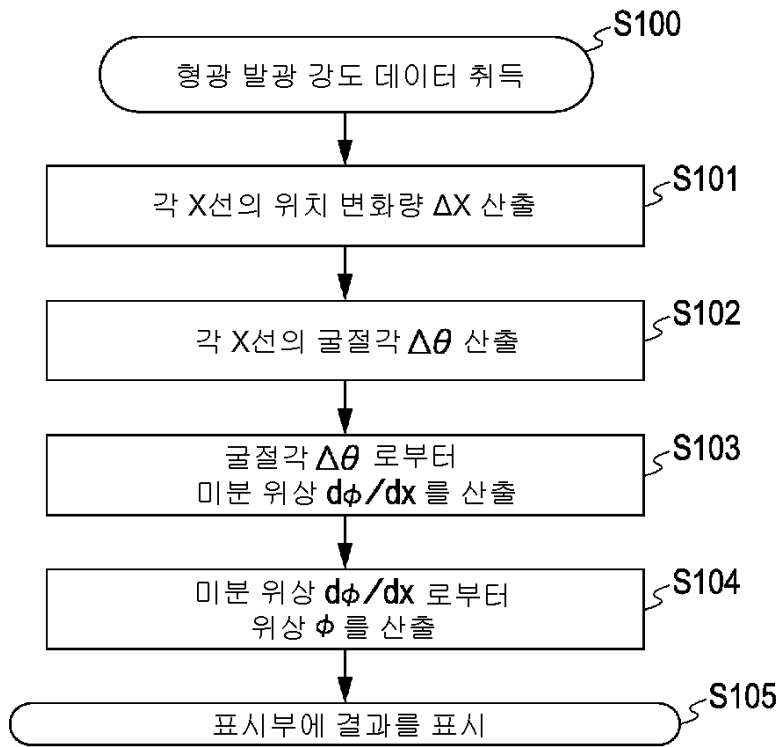 S100
형광 발광 강도 데이터 취득
S101
각 X선의 위치 변화량 ΔX 산출
S102
각 X선의 굴절각 Δθ 산출
S103
굴절각 Δθ 로부터
미분 위상 dϕ/dx 를 산출
S104
미분 위상 dϕ/dx 로부터
위상 ϕ 를 산출
S105
표시부에 결과를 표시